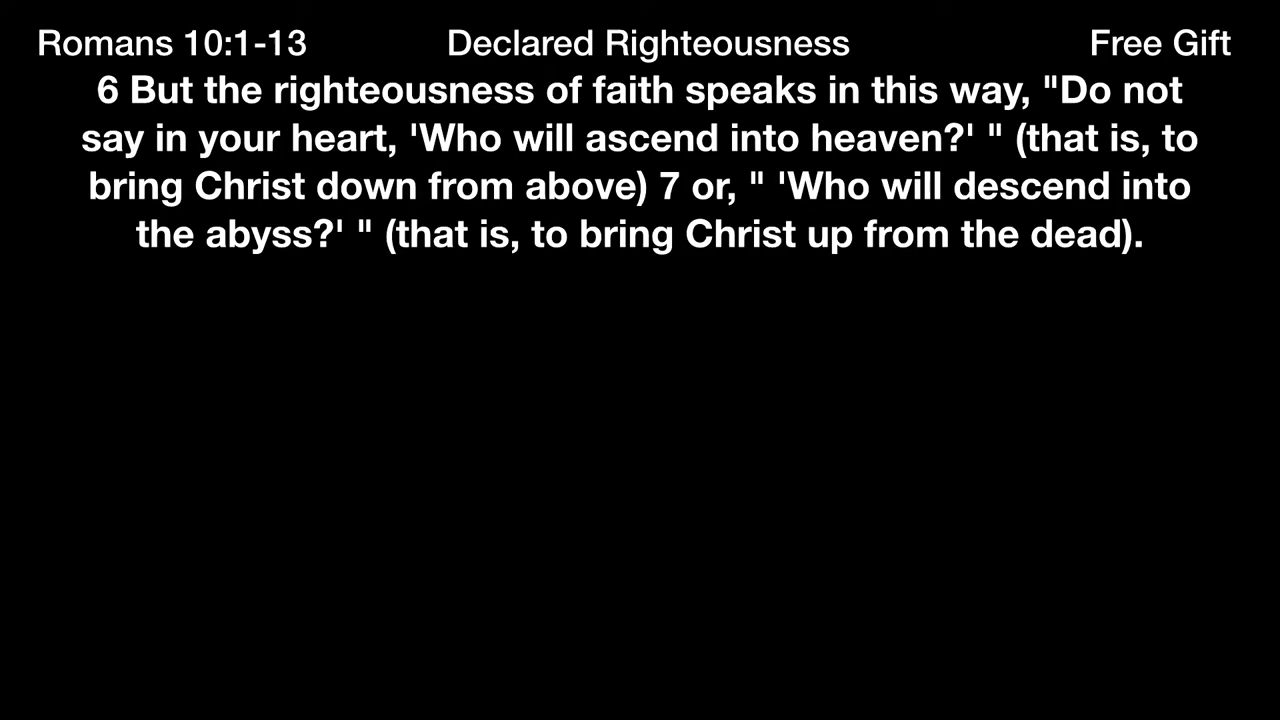 Romans 10:1-13 Declared Righteousness Free Gift
6 But the righteousness of faith speaks in this way, "Do not
say in your heart, 'Who will ascend into heaven?' " (that is, to
bring Christ down from above) 7 or, " 'Who will descend into
the abyss?' " (that is, to bring Christ up from the dead).